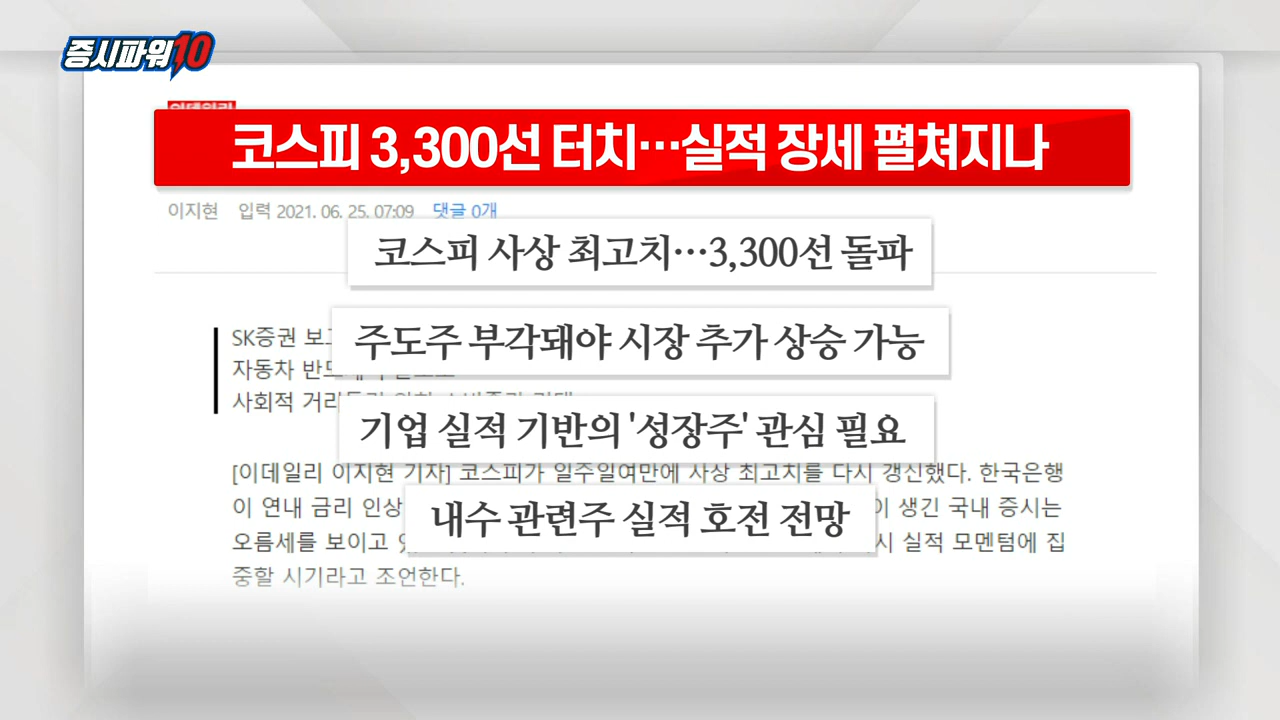 증시파워10
코스피 3,300선 터치…실적 장세 펼쳐지나
이지현 입력 2021. 06. 25. 07:09 댓글 0개
코스피 사상 최고치…3,300선 돌파
SK증권
주도주 부각돼야 시장 추가 상승 가능
자동차
사회적
기업 실적 기반의 '성장주' 관심 필요
[이데일리 이지현 기자] 코스피가 일주일여만에 사상 최고치를 다시 갱신했다. 한국은행
이 연내 금리 인상
내수 관련주 실적 호전 전망
이 생긴 국내 증시는
오름세를 보이고 실적 모멘텀에 집
중할 시기라고 조언한다.